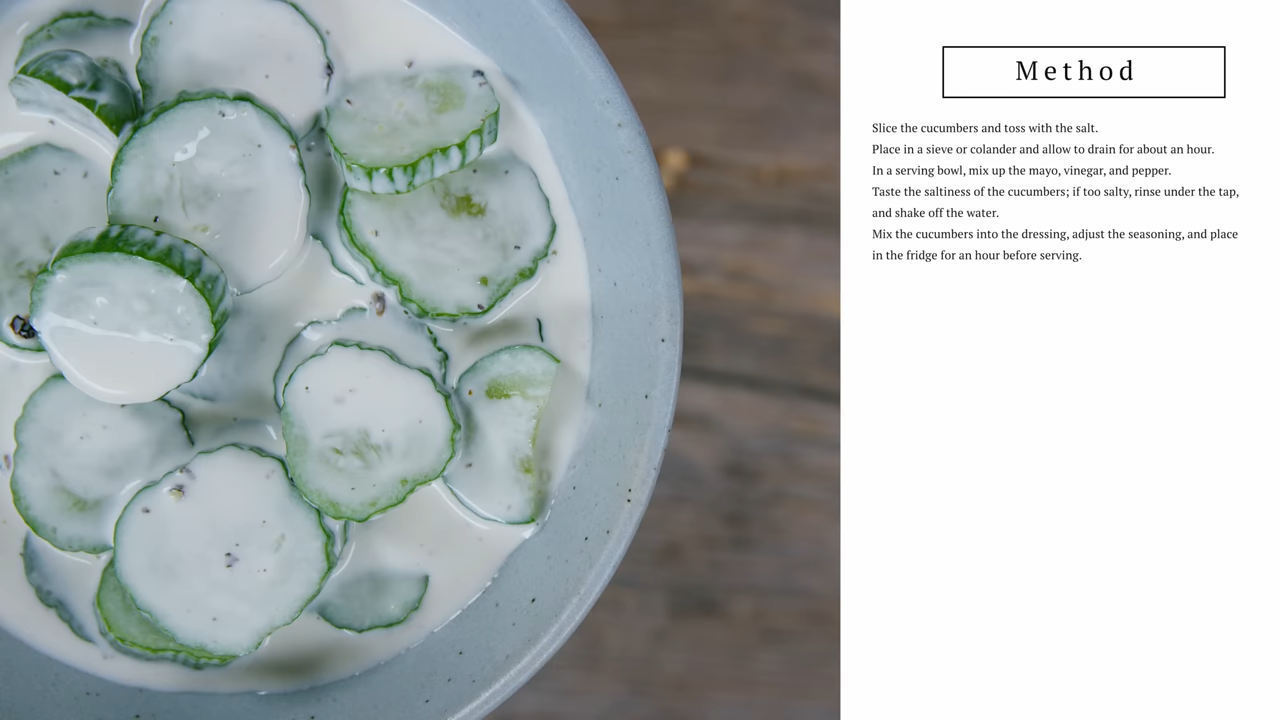 Method
Slice the cucumbers and toss with the salt.
Place in a sieve or colander and allow to drain for about an hour.
In a serving bowl, mix up the mayo, vinegar, and pepper.
Taste the saltiness of the cucumbers; if too salty, rinse under the tap,
and shake off the water.
Mix the cucumbers into the dressing, adjust the seasoning, and place
in the fridge for an hour before serving.